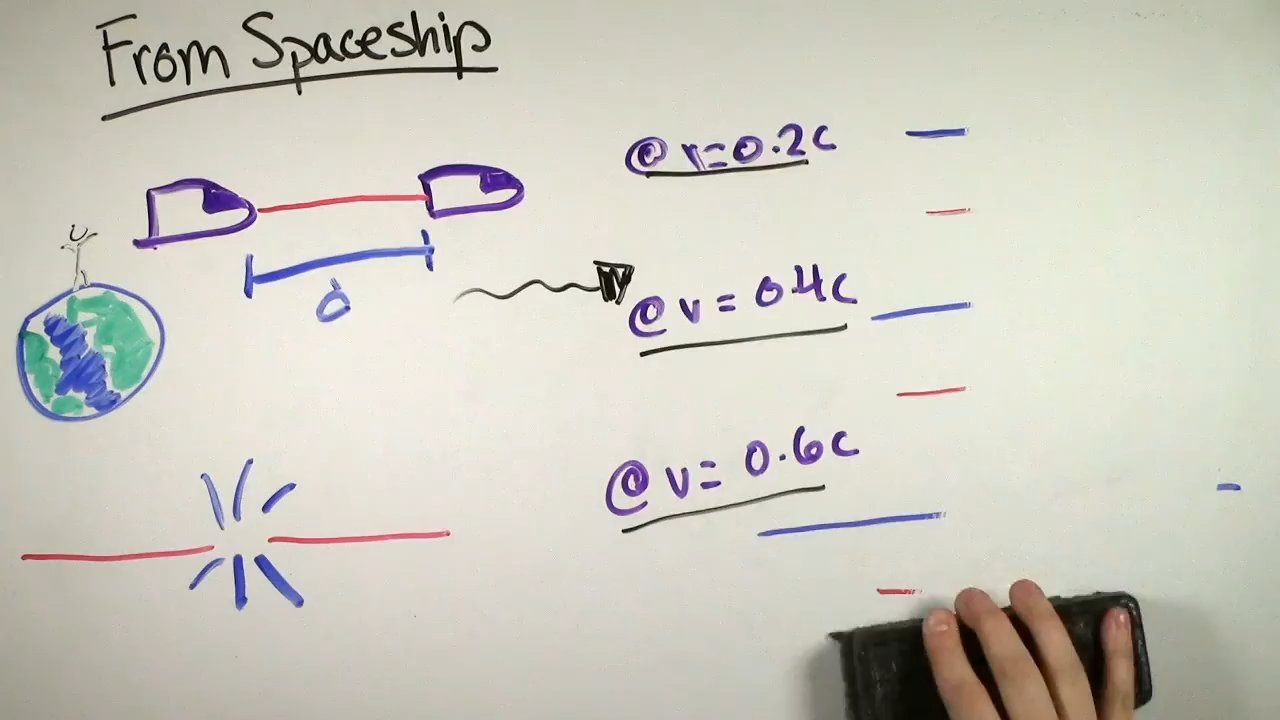 From Spaceship
@ v=0.2c
d
@ v = 0.4c
@ v= 0.6c